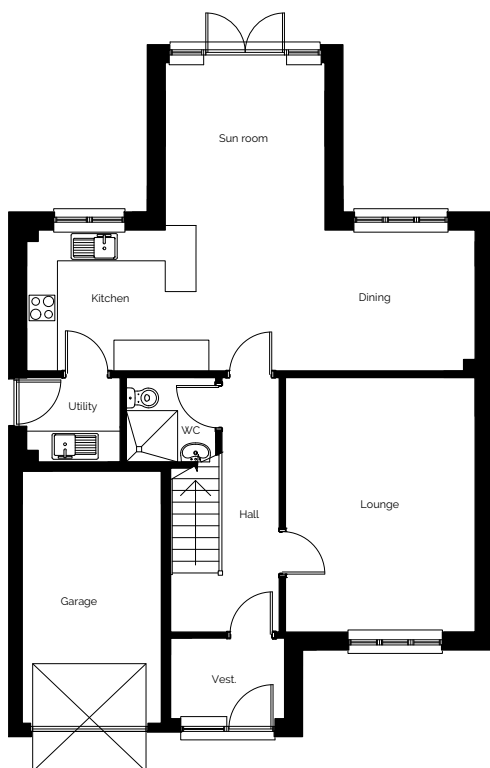 Sun room
Kitchen
Dining
Utility
WC
Hall
Lounge
Garage
Vest.